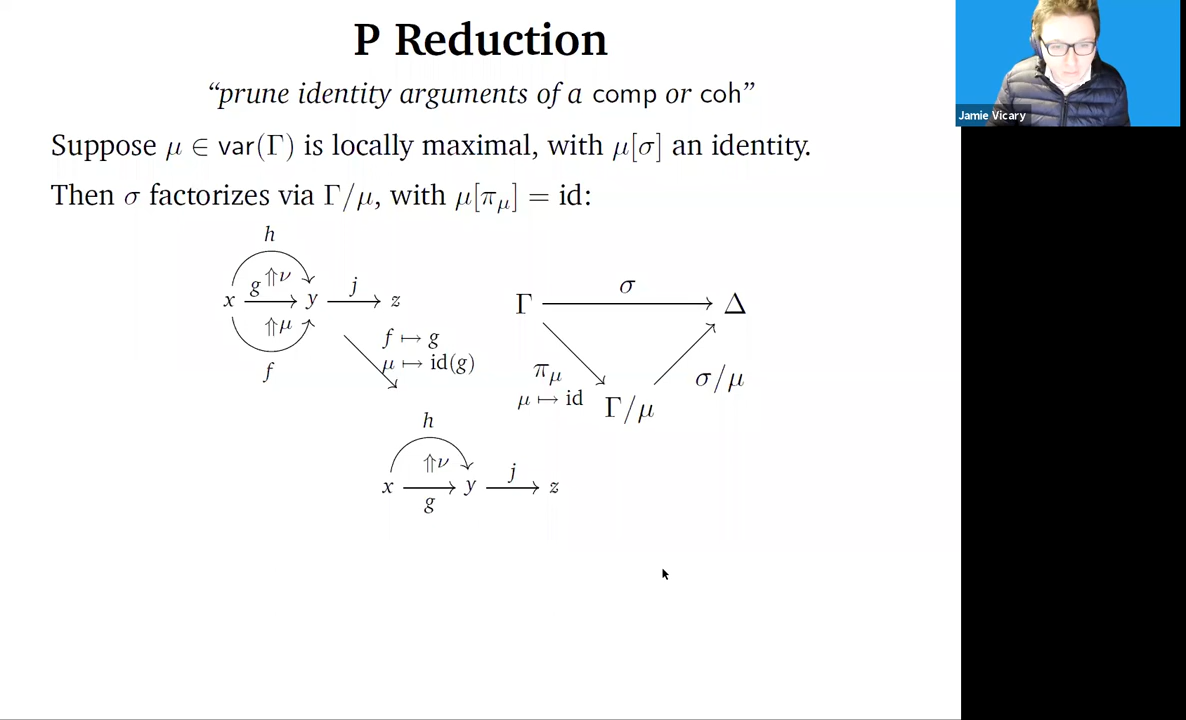 P Reduction
“prune identity arguments of a comp or coh”
Jamie Vicary
Suppose μ ∈ var(Γ) is locally maximal, with μ[σ] an identity.
Then σ factorizes via Γ/μ, with μ[π_μ] = id:
h
g ⇑ν j
x y z
⇑μ
f
f ↦ g
μ ↦ id(g)
σ
Γ Δ
π_μ σ/μ
μ ↦ id Γ/μ
h
⇑ν j
x y z
g